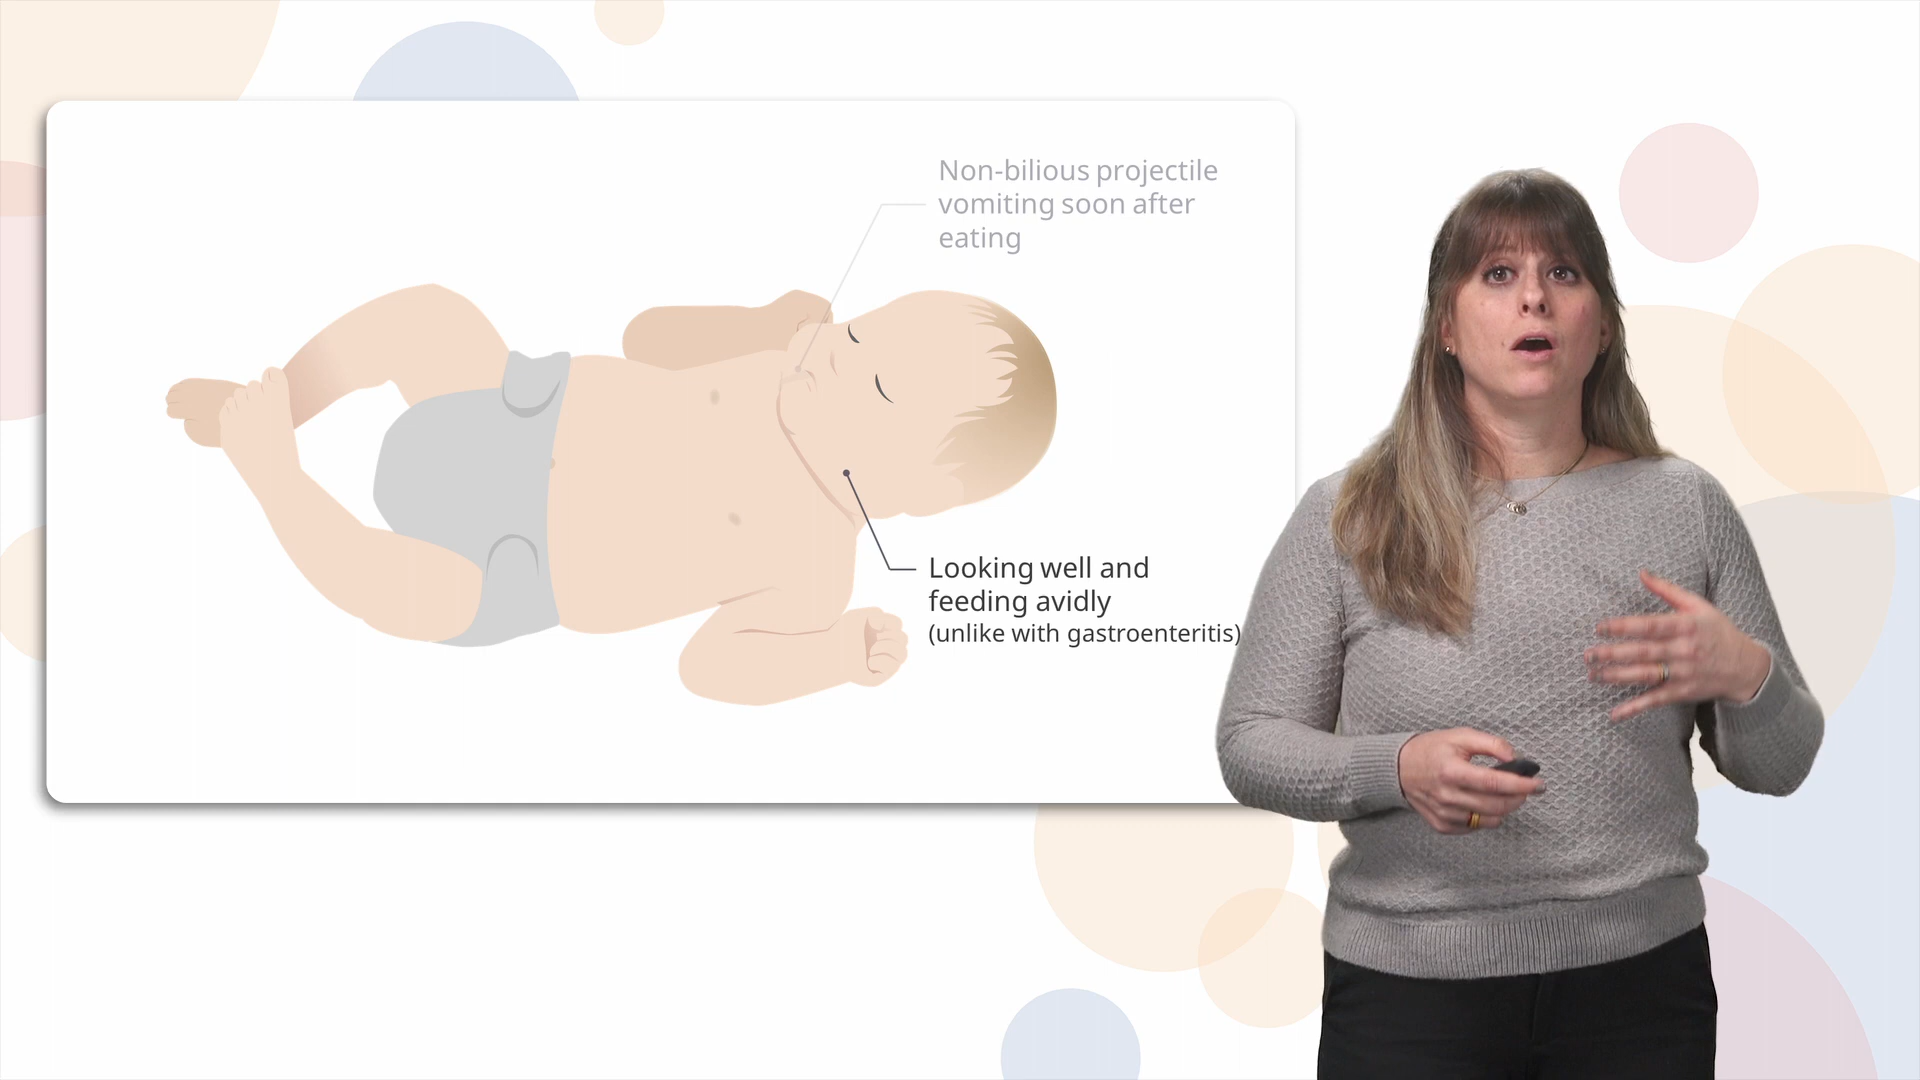 Non-bilious projectile
vomiting soon after
eating
Looking well and
feeding avidly
(unlike with gastroenteritis)